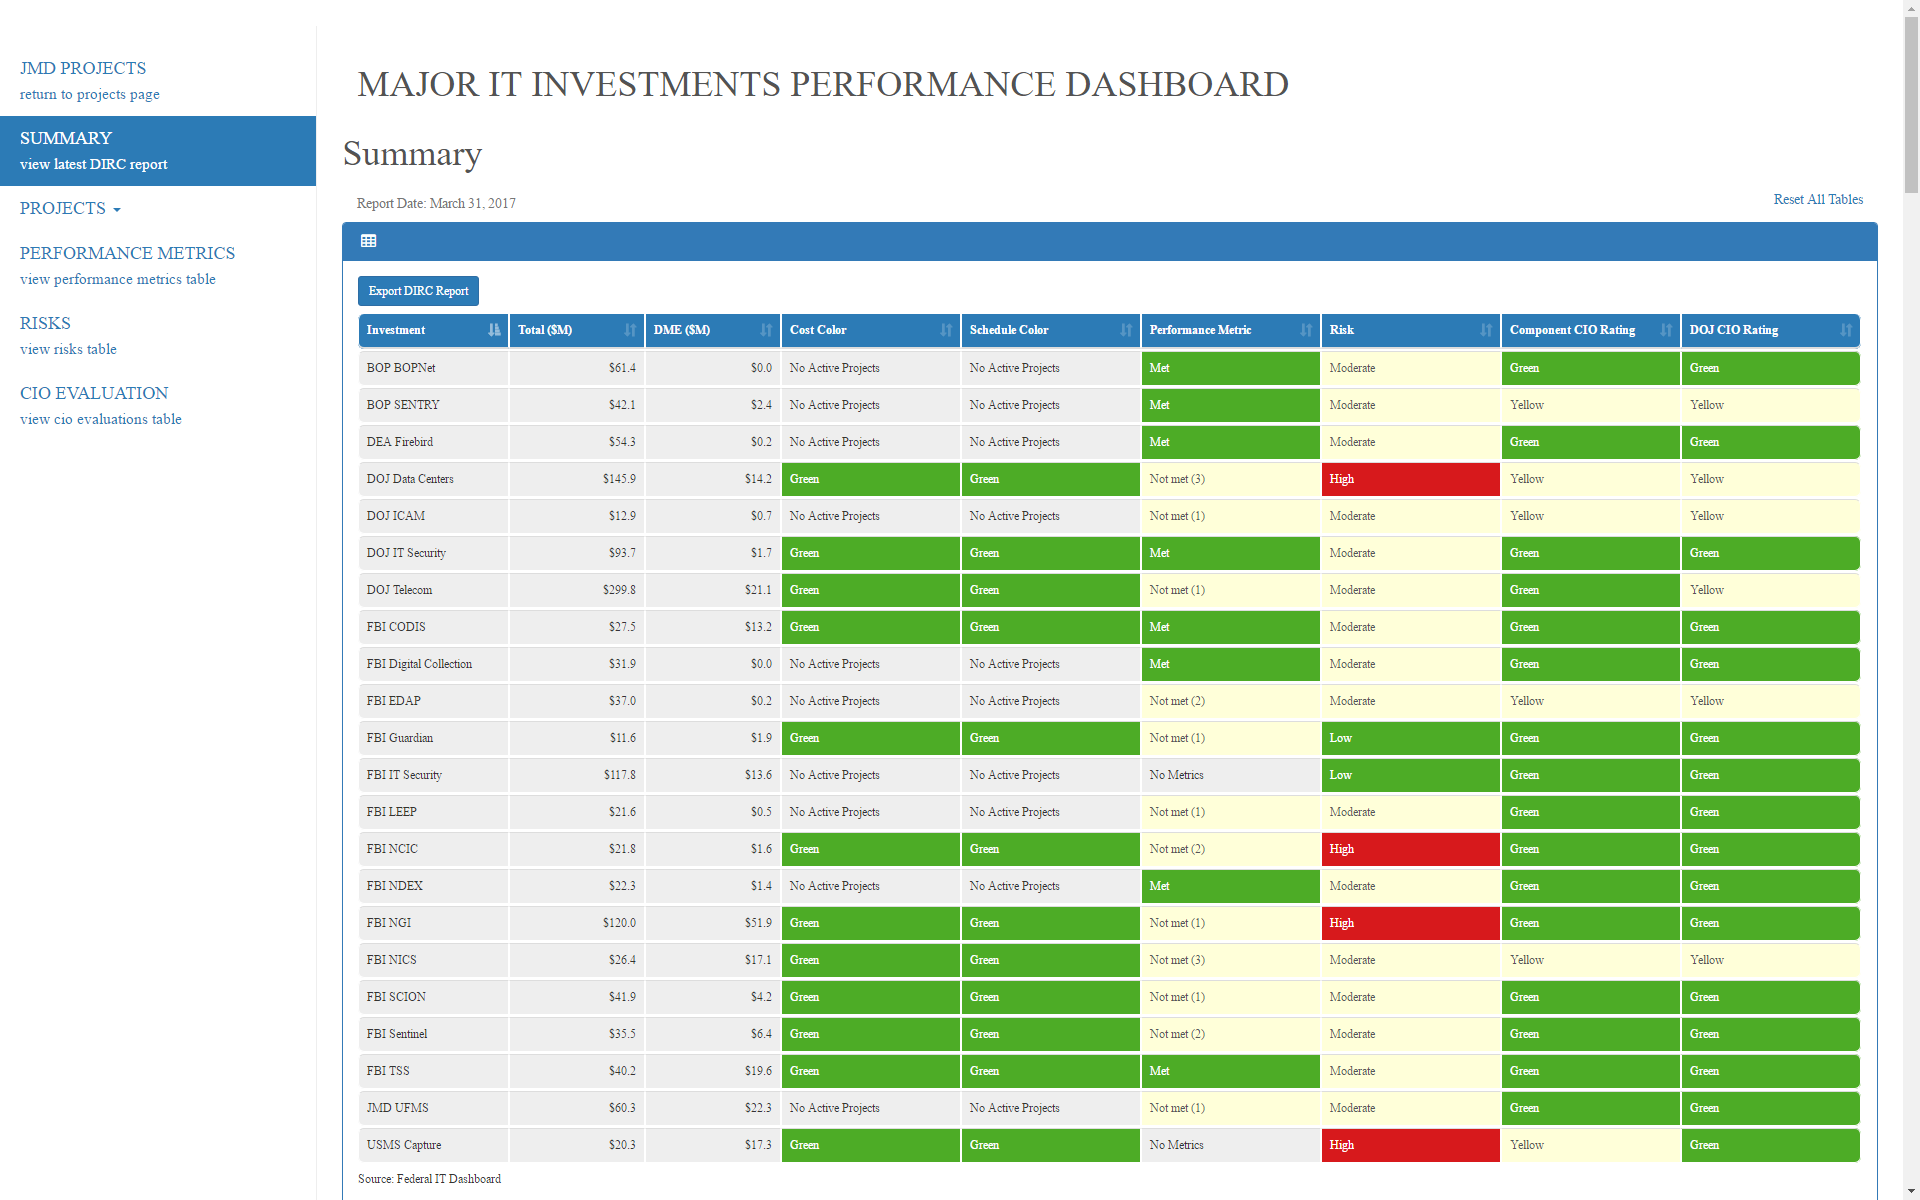 JMD PROJECTS
return to projects page
SUMMARY
view latest DIRC report
PROJECTS
PERFORMANCE METRICS
view performance metrics table
RISKS
view risks table
CIO EVALUATION
view cio evaluations table
MAJOR IT INVESTMENTS PERFORMANCE DASHBOARD
Summary
Report Date: March 31, 2017
Reset All Tables
Export DIRC Report
Investment Total ($M) DME ($M) Cost Color Schedule Color Performance Metric Risk Component CIO Rating DOJ CIO Rating
BOP BOPNet $61.4 $0.0 No Active Projects No Active Projects Met Moderate Green Green
BOP SENTRY $42.1 $2.4 No Active Projects No Active Projects Met Moderate Yellow Yellow
DEA Firebird $54.3 $0.2 No Active Projects No Active Projects Met Moderate Green Green
DOJ Data Centers $145.9 $14.2 Green Green Not met (3) High Yellow Yellow
DOJ ICAM $12.9 $0.7 No Active Projects No Active Projects Not met (1) Moderate Yellow Yellow
DOJ IT Security $93.7 $1.7 Green Green Met Moderate Green Green
DOJ Telecom $299.8 $21.1 Green Green Not met (1) Moderate Green Yellow
FBI CODIS $27.5 $13.2 Green Green Met Moderate Green Green
FBI Digital Collection $31.9 $0.0 No Active Projects No Active Projects Met Moderate Green Green
FBI EDAP $37.0 $0.2 No Active Projects No Active Projects Not met (2) Moderate Yellow Yellow
FBI Guardian $11.6 $1.9 Green Green Not met (1) Low Green Green
FBI IT Security $117.8 $13.6 No Active Projects No Active Projects No Metrics Low Green Green
FBI LEEP $21.6 $0.5 No Active Projects No Active Projects Not met (1) Moderate Green Green
FBI NCIC $21.8 $1.6 Green Green Not met (2) High Green Green
FBI NDEX $22.3 $1.4 No Active Projects No Active Projects Met Moderate Green Green
FBI NGI $120.0 $51.9 Green Green Not met (1) High Green Green
FBI NICS $26.4 $17.1 Green Green Not met (3) Moderate Yellow Yellow
FBI SCION $41.9 $4.2 Green Green Not met (1) Moderate Green Green
FBI Sentinel $35.5 $6.4 Green Green Not met (2) Moderate Green Green
FBI TSS $40.2 $19.6 Green Green Met Moderate Green Green
JMD UFMS $60.3 $22.3 No Active Projects No Active Projects Not met (1) Moderate Green Green
USMS Capture $20.3 $17.3 Green Green No Metrics High Yellow Green
Source: Federal IT Dashboard